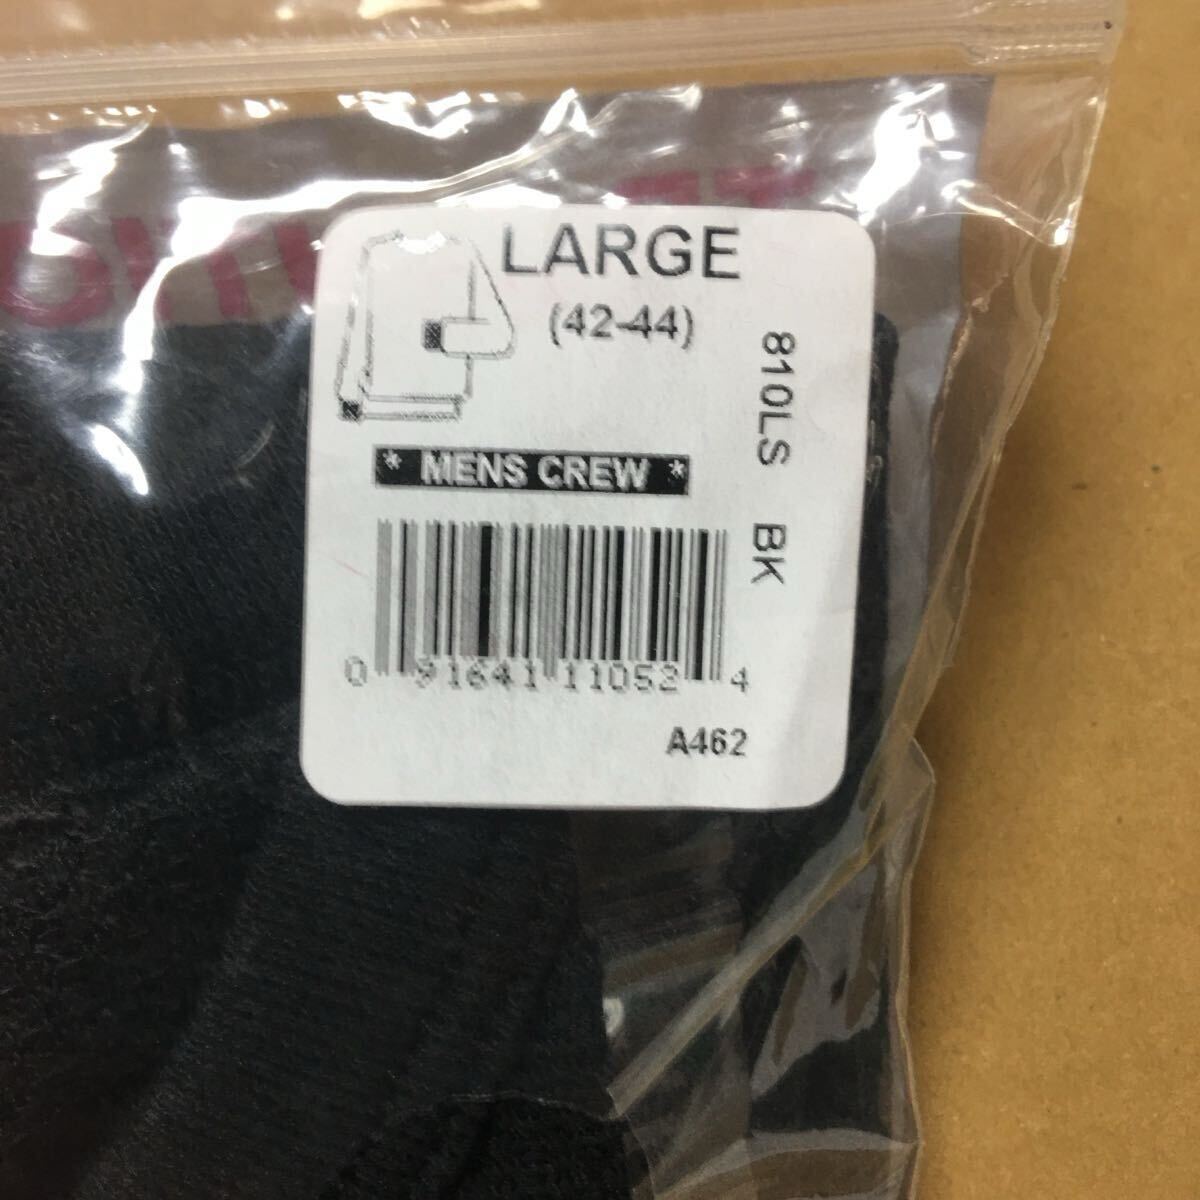 LARGE
(42-44)
810LS BK
* MENS CREW *
0 91641 11052 4
A462